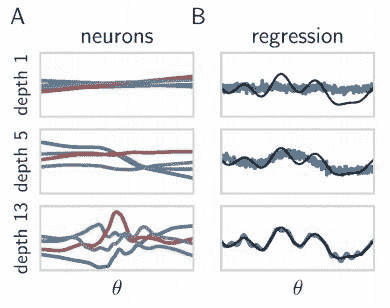 A
B
neurons
regression
depth 1
depth 5
depth 13
θ
θ